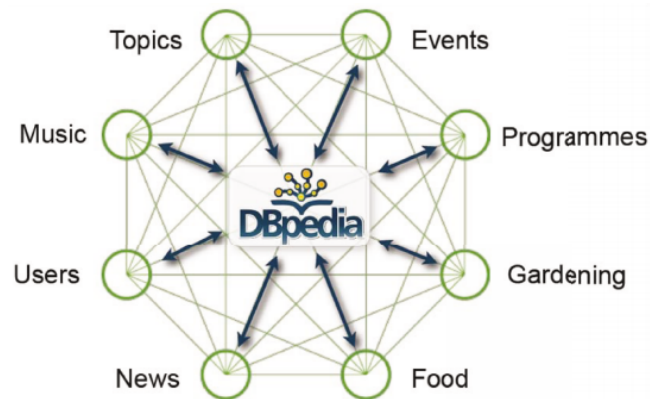 Topics Events
Music Programmes
DBpedia
Users Gardening
News Food